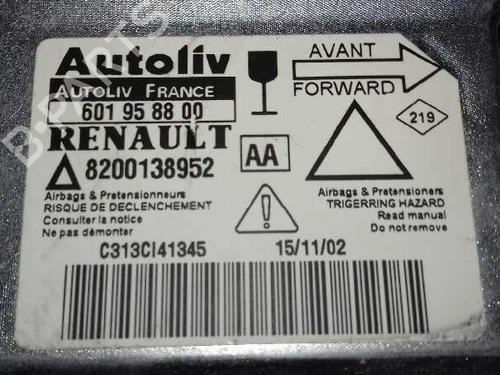 Autoliv
AVANT
AUTOLIV FRANCE
FORWARD
601 95 88 00
RENAULT
AA
219
8200138952
Airbags & Pretensionneurs
RISQUE DE DECLENCHEMENT
Consulter la notice
Ne pas démonter
Airbags & Pretensioners
TRIGERRING HAZARD
Read manual
Do not remove
C313CI41345
15/11/02
B-PARTS